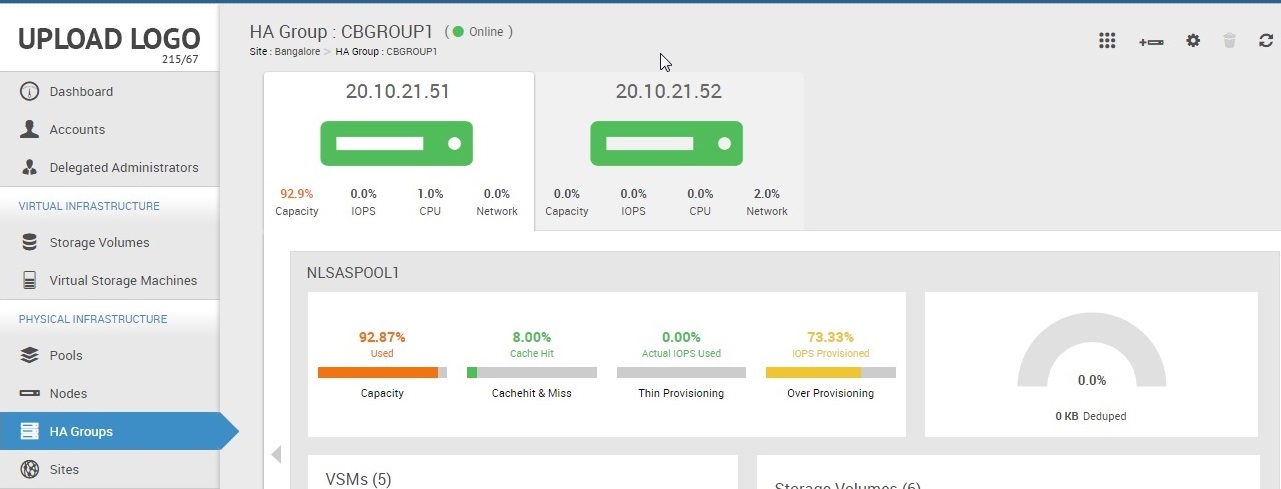 UPLOAD LOGO
215/67
Dashboard
Accounts
Delegated Administrators
VIRTUAL INFRASTRUCTURE
Storage Volumes
Virtual Storage Machines
PHYSICAL INFRASTRUCTURE
Pools
Nodes
HA Groups
Sites
HA Group : CBGROUP1 ( Online )
Site : Bangalore > HA Group : CBGROUP1
20.10.21.51
92.9% 0.0% 1.0% 0.0%
Capacity IOPS CPU Network
20.10.21.52
0.0% 0.0% 0.0% 2.0%
Capacity IOPS CPU Network
NLSASPOOL1
92.87% 8.00% 0.00% 73.33%
Used Cache Hit Actual IOPS Used IOPS Provisioned
Capacity Cachehit & Miss Thin Provisioning Over Provisioning
0.0%
0 KB Deduped
VSMs (5)
Storage Volumes (6)